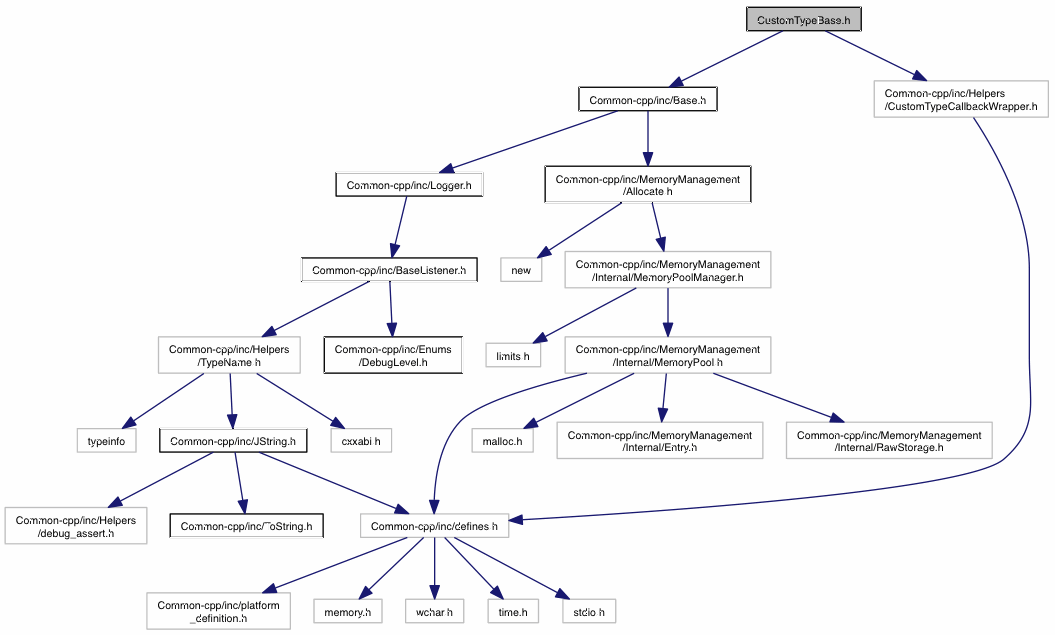 CustomTypeBase.h
Common-cpp/inc/Base.h
Common-cpp/inc/Helpers
/CustomTypeCallbackWrapper.h
Common-cpp/inc/Logger.h
Common-cpp/inc/MemoryManagement
/Allocate.h
Common-cpp/inc/BaseListener.h
new
Common-cpp/inc/MemoryManagement
/Internal/MemoryPoolManager.h
Common-cpp/inc/Helpers
/TypeName.h
Common-cpp/inc/Enums
/DebugLevel.h
limits.h
Common-cpp/inc/MemoryManagement
/Internal/MemoryPool.h
typeinfo
Common-cpp/inc/JString.h
cxxabi.h
malloc.h
Common-cpp/inc/MemoryManagement
/Internal/Entry.h
Common-cpp/inc/MemoryManagement
/Internal/RawStorage.h
Common-cpp/inc/Helpers
/debug_assert.h
Common-cpp/inc/ToString.h
Common-cpp/inc/defines.h
Common-cpp/inc/platform
_definition.h
memory.h
wchar.h
time.h
stdio.h